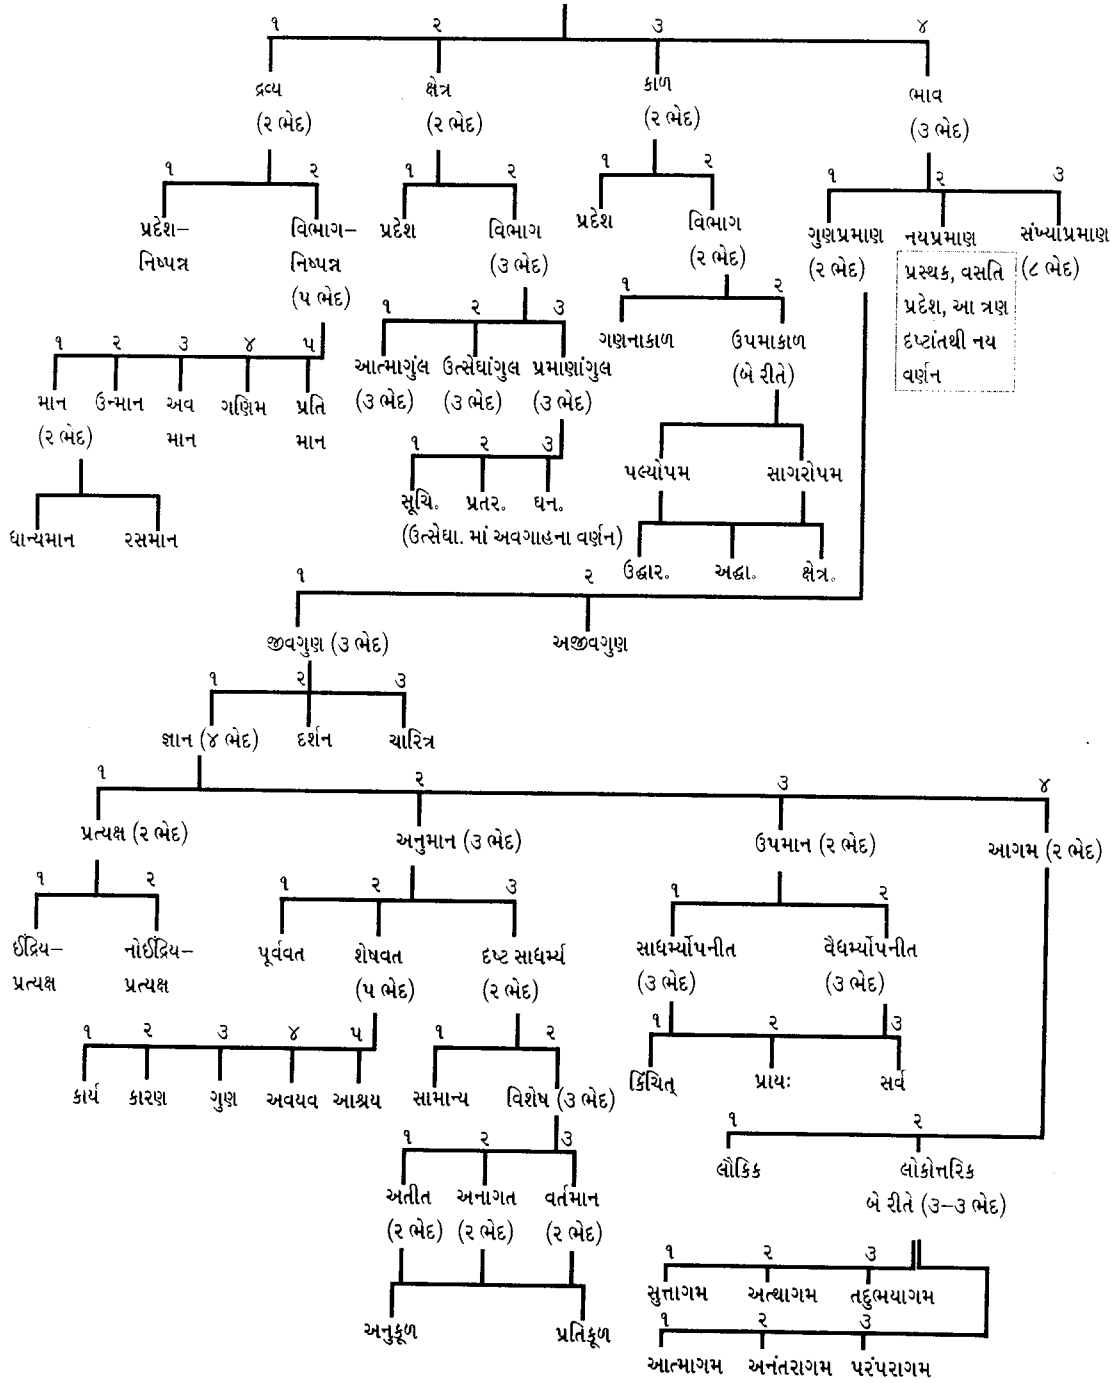 ૧ ૨ ૩ ૪
દ્રવ્ય ક્ષેત્ર કાળ ભાવ
(૨ ભેદ) (૨ ભેદ) (૨ ભેદ) (૩ ભેદ)
૧ ૨ ૧ ૨ ૧ ૨ ૧ ૨ ૩
પ્રદેશ– વિભાગ– પ્રદેશ વિભાગ પ્રદેશ વિભાગ ગુણપ્રમાણ નયપ્રમાણ સંખ્યાપ્રમાણ
નિષ્પન્ન નિષ્પન્ન (૩ ભેદ) (૨ ભેદ) (૨ ભેદ) પ્રસ્થક, વસતિ (૮ ભેદ)
(૫ ભેદ) પ્રદેશ, આ ત્રણ
દષ્ટાંતથી નય
વર્ણન
૧ ૨ ૩ ૪ ૫ ૧ ૨ ૩ ૧ ૨
માન ઉન્માન અવ ગણિમ પ્રતિ આત્માગુંલ ઉત્સેધાંગુલ પ્રમાણાંગુલ ગણનાકાળ ઉપમાકાળ
(૨ ભેદ) માન માન (૩ ભેદ) (૩ ભેદ) (૩ ભેદ) (બે રીતે)
૧ ૨ ૩
સૂચિ. પ્રતર. ઘન. પલ્યોપમ સાગરોપમ
ધાન્યમાન રસમાન (ઉત્સેધા. માં અવગાહના વર્ણન)
ઉદ્ધાર. અદ્ધા. ક્ષેત્ર.
૧ ૨
જીવગુણ (૩ ભેદ) અજીવગુણ
૧ ૨ ૩
જ્ઞાન (૪ ભેદ) દર્શન ચારિત્ર
૧ ૨ ૩ ૪
પ્રત્યક્ષ (૨ ભેદ) અનુમાન (૩ ભેદ) ઉપમાન (૨ ભેદ) આગમ (૨ ભેદ)
૧ ૨ ૧ ૨ ૩ ૧ ૨
ઈંદ્રિય– નોઈંદ્રિય– પૂર્વવત શેષવત દષ્ટ સાધર્મ્ય સાધર્મ્યોપનીત વૈધર્મ્યોપનીત
પ્રત્યક્ષ પ્રત્યક્ષ (૫ ભેદ) (૨ ભેદ) (૩ ભેદ) (૩ ભેદ)
૧ ૨ ૩ ૪ ૫ ૧ ૨ ૧ ૨ ૩
કાર્ય કારણ ગુણ અવયવ આશ્રય સામાન્ય વિશેષ (૩ ભેદ) કિંચિત્ પ્રાયઃ સર્વ
૧ ૨ ૩ ૧ ૨
અતીત અનાગત વર્તમાન લૌકિક લોકોત્તરિક
(૨ ભેદ) (૨ ભેદ) (૨ ભેદ) બે રીતે (૩–૩ ભેદ)
૧ ૨ ૩
સુત્તાગમ અત્થાગમ તદુભયાગમ
અનુકૂળ પ્રતિકૂળ ૧ ૨ ૩
આત્માગમ અનંતરાગમ પરંપરાગમ